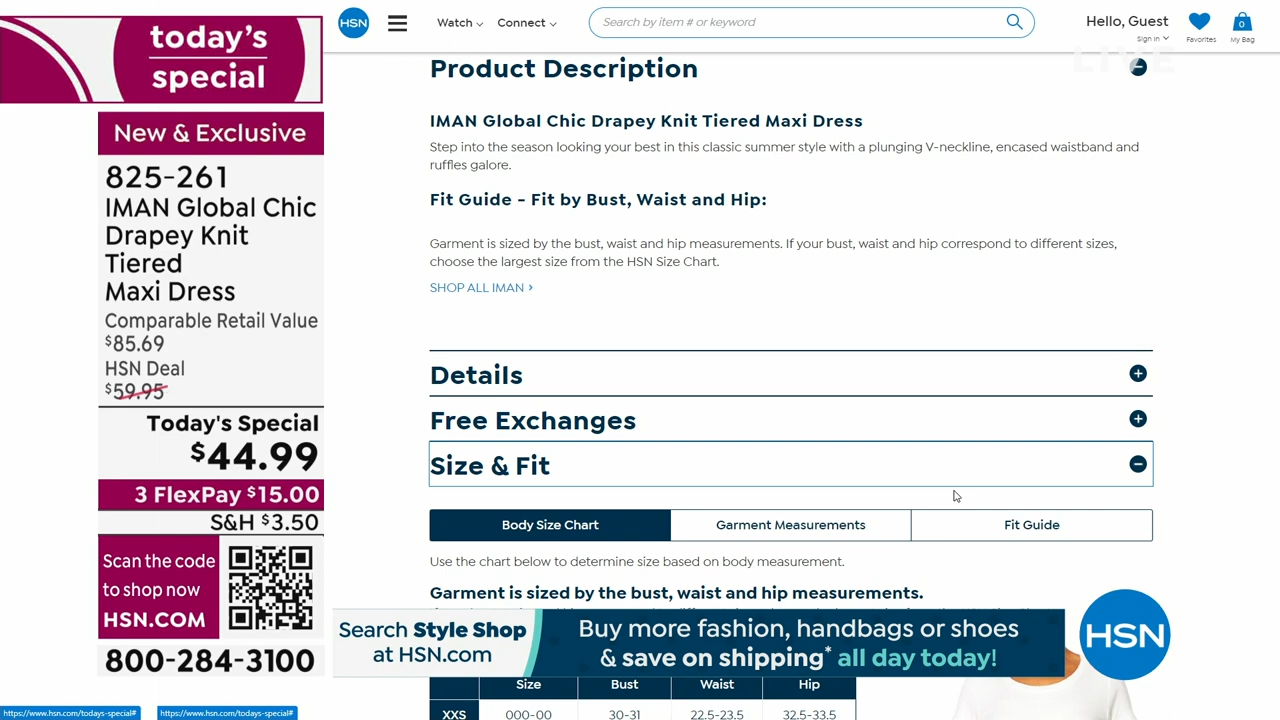 today's
special
New & Exclusive
825-261
IMAN Global Chic
Drapey Knit
Tiered
Maxi Dress
Comparable Retail Value
$85.69
HSN Deal
$59.95
Today's Special
$44.99
3 FlexPay $15.00
S&H $3.50
Scan the code
to shop now
HSN.COM
800-284-3100
https://www.hsn.com/todays-special#
https://www.hsn.com/todays-special#
HSN
Watch
Connect
Search by item # or keyword
Hello, Guest
Sign In
Favorites
0
My Bag
LIVE
Product Description
IMAN Global Chic Drapey Knit Tiered Maxi Dress
Step into the season looking your best in this classic summer style with a plunging V-neckline, encased waistband and
ruffles galore.
Fit Guide - Fit by Bust, Waist and Hip:
Garment is sized by the bust, waist and hip measurements. If your bust, waist and hip correspond to different sizes,
choose the largest size from the HSN Size Chart.
SHOP ALL IMAN >
Details
Free Exchanges
Size & Fit
Body Size Chart Garment Measurements Fit Guide
Use the chart below to determine size based on body measurement.
Garment is sized by the bust, waist and hip measurements.
Search Style Shop
at HSN.com
Buy more fashion, handbags or shoes
& save on shipping* all day today!
HSN
Size Bust Waist Hip
XXS 000-00 30-31 22.5-23.5 32.5-33.5